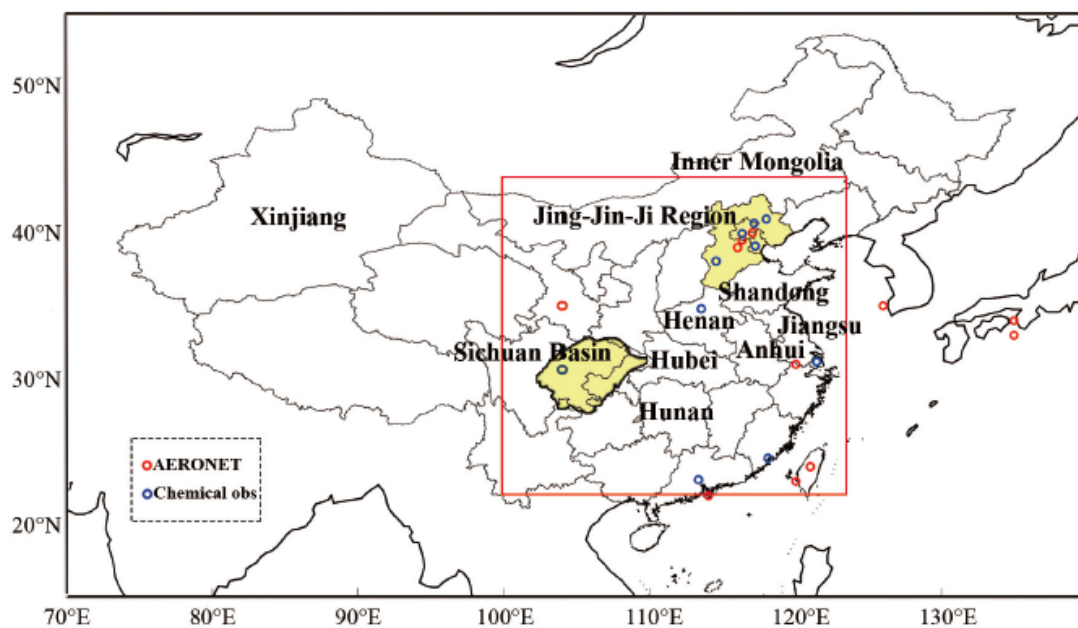 50°N
Inner Mongolia
Xinjiang
Jing-Jin-Ji Region
40°N
Shandong
Henan
Jiangsu
Sichuan Basin
Hubei
Anhui
30°N
Hunan
AERONET
Chemical obs
20°N
70°E
80°E
100°E
110°E
120°E
130°E